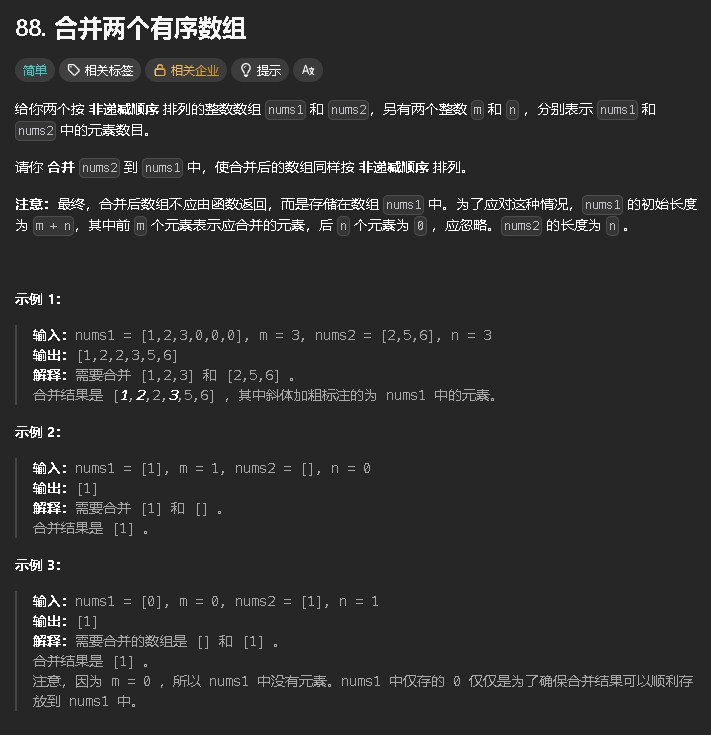 88. 合并两个有序数组
简单 相关标签 相关企业 提示 Aあ
给你两个按 非递减顺序 排列的整数数组 nums1 和 nums2，另有两个整数 m 和 n ，分别表示 nums1 和
nums2 中的元素数目。
请你 合并 nums2 到 nums1 中，使合并后的数组同样按 非递减顺序 排列。
注意：最终，合并后数组不应由函数返回，而是存储在数组 nums1 中。为了应对这种情况，nums1 的初始长度
为 m + n，其中前 m 个元素表示应合并的元素，后 n 个元素为 0 ，应忽略。nums2 的长度为 n 。
示例 1：
输入：nums1 = [1,2,3,0,0,0], m = 3, nums2 = [2,5,6], n = 3
输出：[1,2,2,3,5,6]
解释：需要合并 [1,2,3] 和 [2,5,6] 。
合并结果是 [1,2,2,3,5,6] ，其中斜体加粗标注的为 nums1 中的元素。
示例 2：
输入：nums1 = [1], m = 1, nums2 = [], n = 0
输出：[1]
解释：需要合并 [1] 和 [] 。
合并结果是 [1] 。
示例 3：
输入：nums1 = [0], m = 0, nums2 = [1], n = 1
输出：[1]
解释：需要合并的数组是 [] 和 [1] 。
合并结果是 [1] 。
注意，因为 m = 0 ，所以 nums1 中没有元素。nums1 中仅存的 0 仅仅是为了确保合并结果可以顺利存
放到 nums1 中。